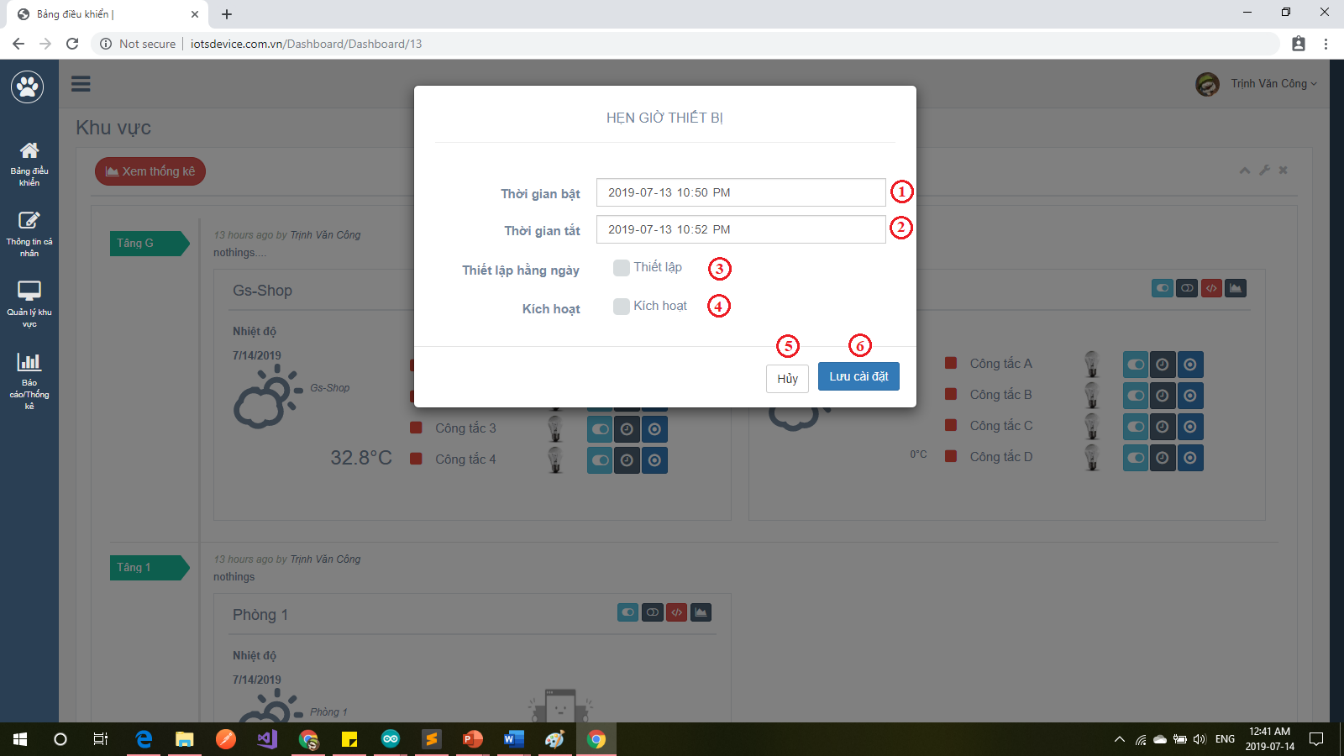 Bảng điều khiển |
Not secure | iotsdevice.com.vn/Dashboard/Dashboard/13
Trịnh Văn Công
Bảng điều
khiển
Thông tin cá
nhân
Quản lý khu
vực
Báo
cáo/Thống
kê
Khu vực
Xem thống kê
HẸN GIỜ THIẾT BỊ
Thời gian bật 2019-07-13 10:50 PM 1
Thời gian tắt 2019-07-13 10:52 PM 2
Thiết lập hằng ngày Thiết lập 3
Kích hoạt Kích hoạt 4
5 6
Hủy Lưu cài đặt
Tầng G
13 hours ago by Trịnh Văn Công
nothings....
Gs-Shop
Nhiệt độ
7/14/2019
Gs-Shop
32.8°C
Công tắc 3
Công tắc 4
0°C
Công tắc A
Công tắc B
Công tắc C
Công tắc D
Tầng 1
13 hours ago by Trịnh Văn Công
nothings
Phòng 1
Nhiệt độ
7/14/2019
Phòng 1
ENG
12:41 AM
2019-07-14